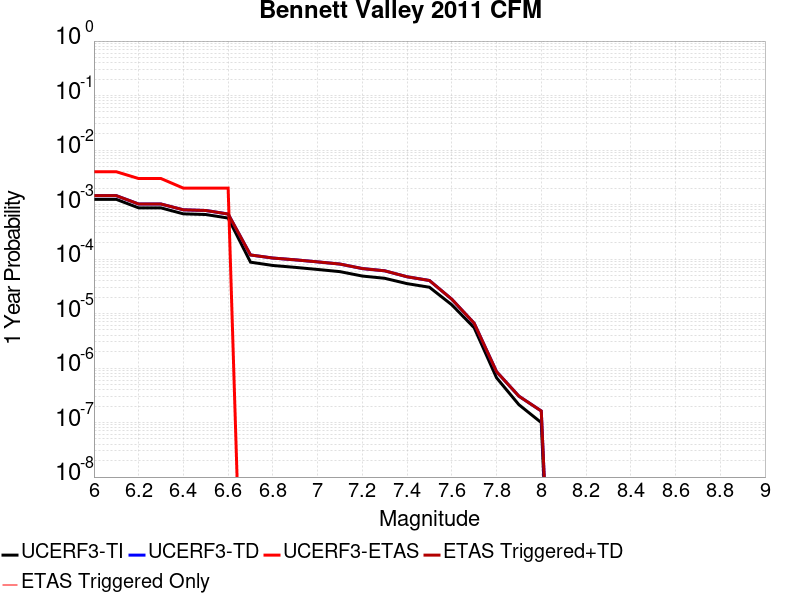 Bennett Valley 2011 CFM
10^0
10^-1
10^-2
10^-3
10^-4
10^-5
10^-6
10^-7
10^-8
1 Year Probability
6 6.2 6.4 6.6 6.8 7 7.2 7.4 7.6 7.8 8 8.2 8.4 8.6 8.8 9
Magnitude
UCERF3-TI UCERF3-TD UCERF3-ETAS ETAS Triggered+TD
ETAS Triggered Only